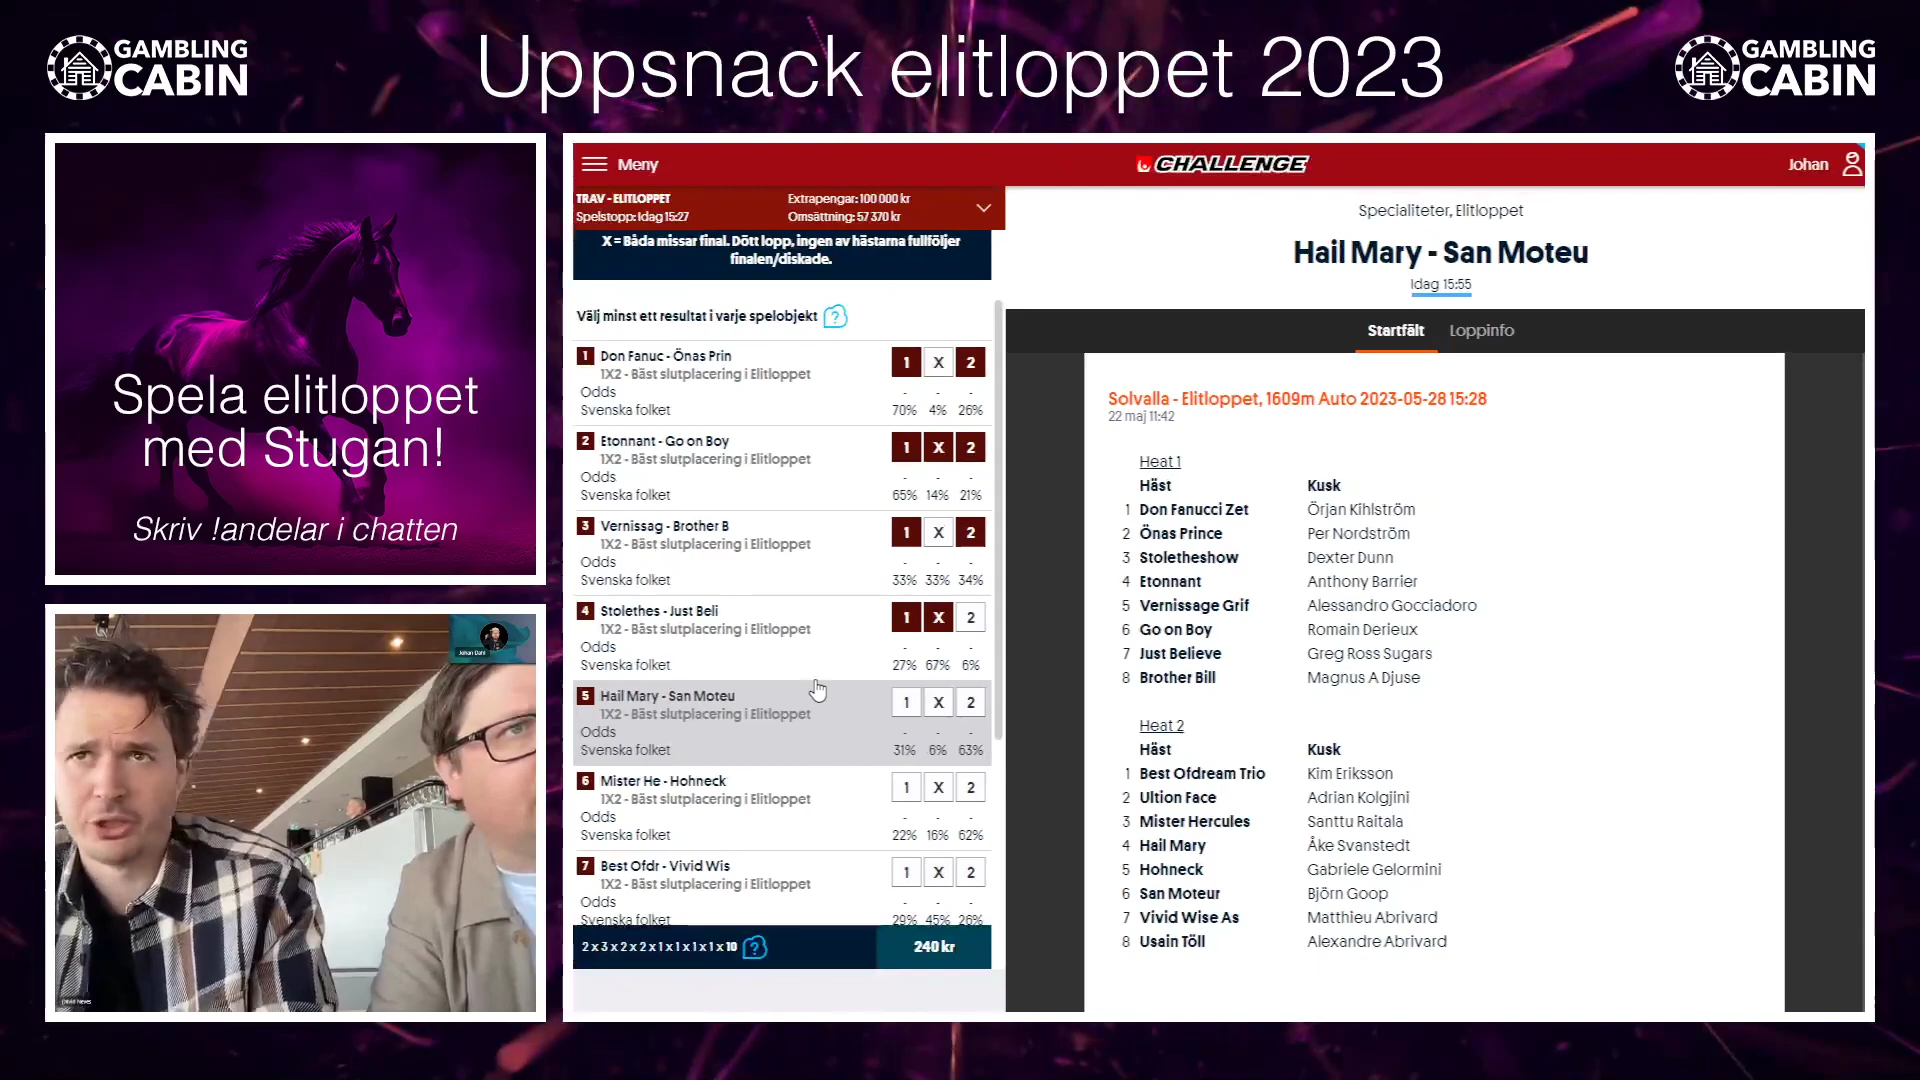 GAMBLING
CABIN
Uppsnack elitloppet 2023
GAMBLING
CABIN
Spela elitloppet
med Stugan!
Skriv !andelar i chatten
Johan Dahl
David Neves
Meny
CHALLENGE
Johan
TRAV - ELITLOPPET
Spelstopp: Idag 15:27
Extrapengar: 100 000 kr
Omsättning: 57 370 kr
X = Båda missar final. Dött lopp, ingen av hästarna fullföljer
finalen/diskade.
Välj minst ett resultat i varje spelobjekt ?
1 Don Fanuc - Önas Prin 1 X 2
1X2 - Bäst slutplacering i Elitloppet
Odds - - -
Svenska folket 70% 4% 26%
2 Etonnant - Go on Boy 1 X 2
1X2 - Bäst slutplacering i Elitloppet
Odds - - -
Svenska folket 65% 14% 21%
3 Vernissag - Brother B 1 X 2
1X2 - Bäst slutplacering i Elitloppet
Odds - - -
Svenska folket 33% 33% 34%
4 Stolethes - Just Beli 1 X 2
1X2 - Bäst slutplacering i Elitloppet
Odds - - -
Svenska folket 27% 67% 6%
5 Hail Mary - San Moteu 1 X 2
1X2 - Bäst slutplacering i Elitloppet
Odds - - -
Svenska folket 31% 6% 63%
6 Mister He - Hohneck 1 X 2
1X2 - Bäst slutplacering i Elitloppet
Odds - - -
Svenska folket 22% 16% 62%
7 Best Ofdr - Vivid Wis 1 X 2
1X2 - Bäst slutplacering i Elitloppet
Odds - - -
Svenska folket 29% 45% 26%
2 x 3 x 2 x 2 x 1 x 1 x 1 x 1 x 10 ? 240 kr
Specialiteter, Elitloppet
Hail Mary - San Moteu
Idag 15:55
Startfält Loppinfo
Solvalla - Elitloppet, 1609m Auto 2023-05-28 15:28
22 maj 11:42
Heat 1
Häst Kusk
1 Don Fanucci Zet Örjan Kihlström
2 Önas Prince Per Nordström
3 Stoletheshow Dexter Dunn
4 Etonnant Anthony Barrier
5 Vernissage Grif Alessandro Gocciadoro
6 Go on Boy Romain Derieux
7 Just Believe Greg Ross Sugars
8 Brother Bill Magnus A Djuse
Heat 2
Häst Kusk
1 Best Ofdream Trio Kim Eriksson
2 Ultion Face Adrian Kolgjini
3 Mister Hercules Santtu Raitala
4 Hail Mary Åke Svanstedt
5 Hohneck Gabriele Gelormini
6 San Moteur Björn Goop
7 Vivid Wise As Matthieu Abrivard
8 Usain Töll Alexandre Abrivard